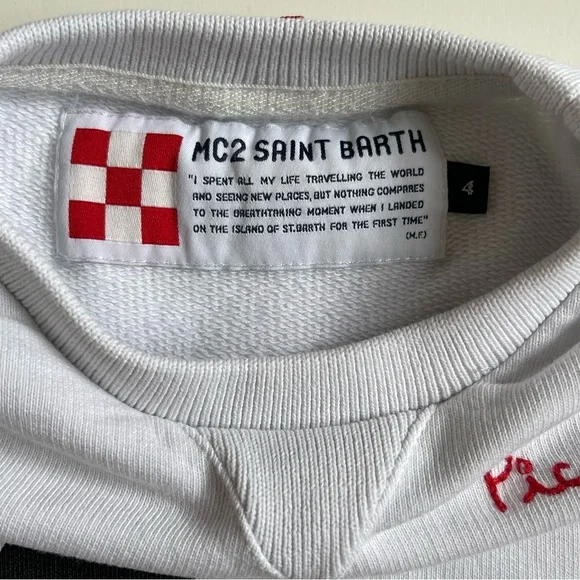 MC2 SAINT BARTH
"I SPENT ALL MY LIFE TRAVELLING THE WORLD
AND SEEING NEW PLACES, BUT NOTHING COMPARES
TO THE BREATHTAKING MOMENT WHEN I LANDED
ON THE ISLAND OF ST.BARTH FOR THE FIRST TIME"
(M.F.)
4
Pic